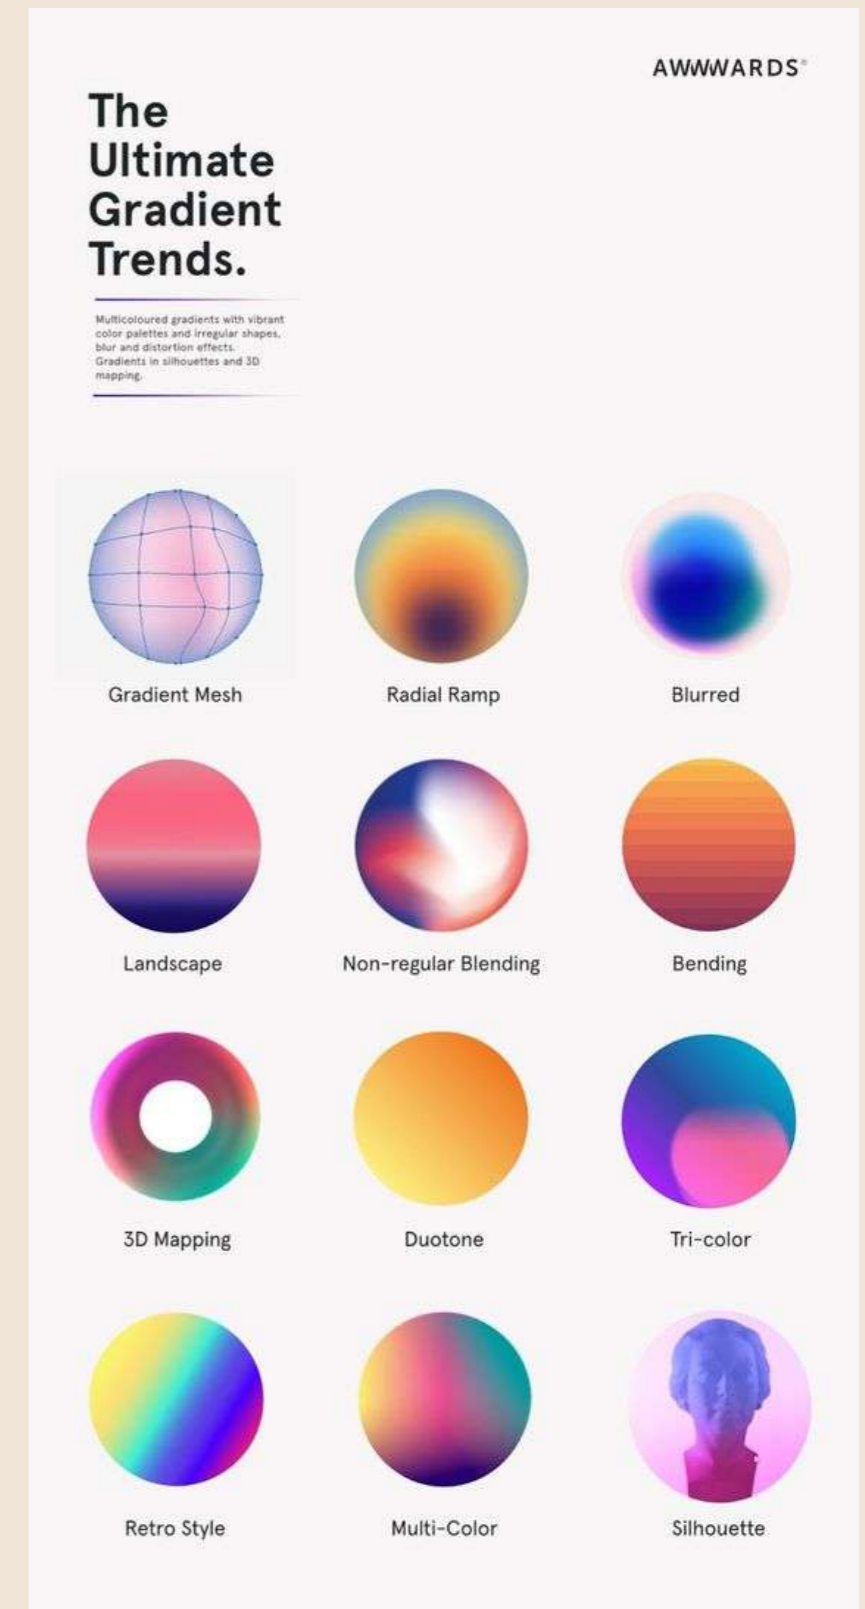 AWWWARDS®
The
Ultimate
Gradient
Trends.
Multicoloured gradients with vibrant
color palettes and irregular shapes,
blur and distortion effects.
Gradients in silhouettes and 3D
mapping.
Gradient Mesh
Radial Ramp
Blurred
Landscape
Non-regular Blending
Bending
3D Mapping
Duotone
Tri-color
Retro Style
Multi-Color
Silhouette